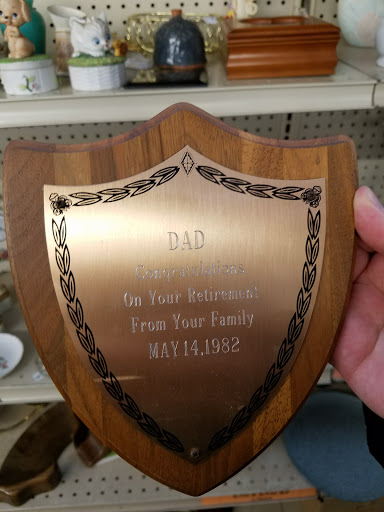 DAD
Congratulations
On Your Retirement
From Your Family
MAY 14, 1982